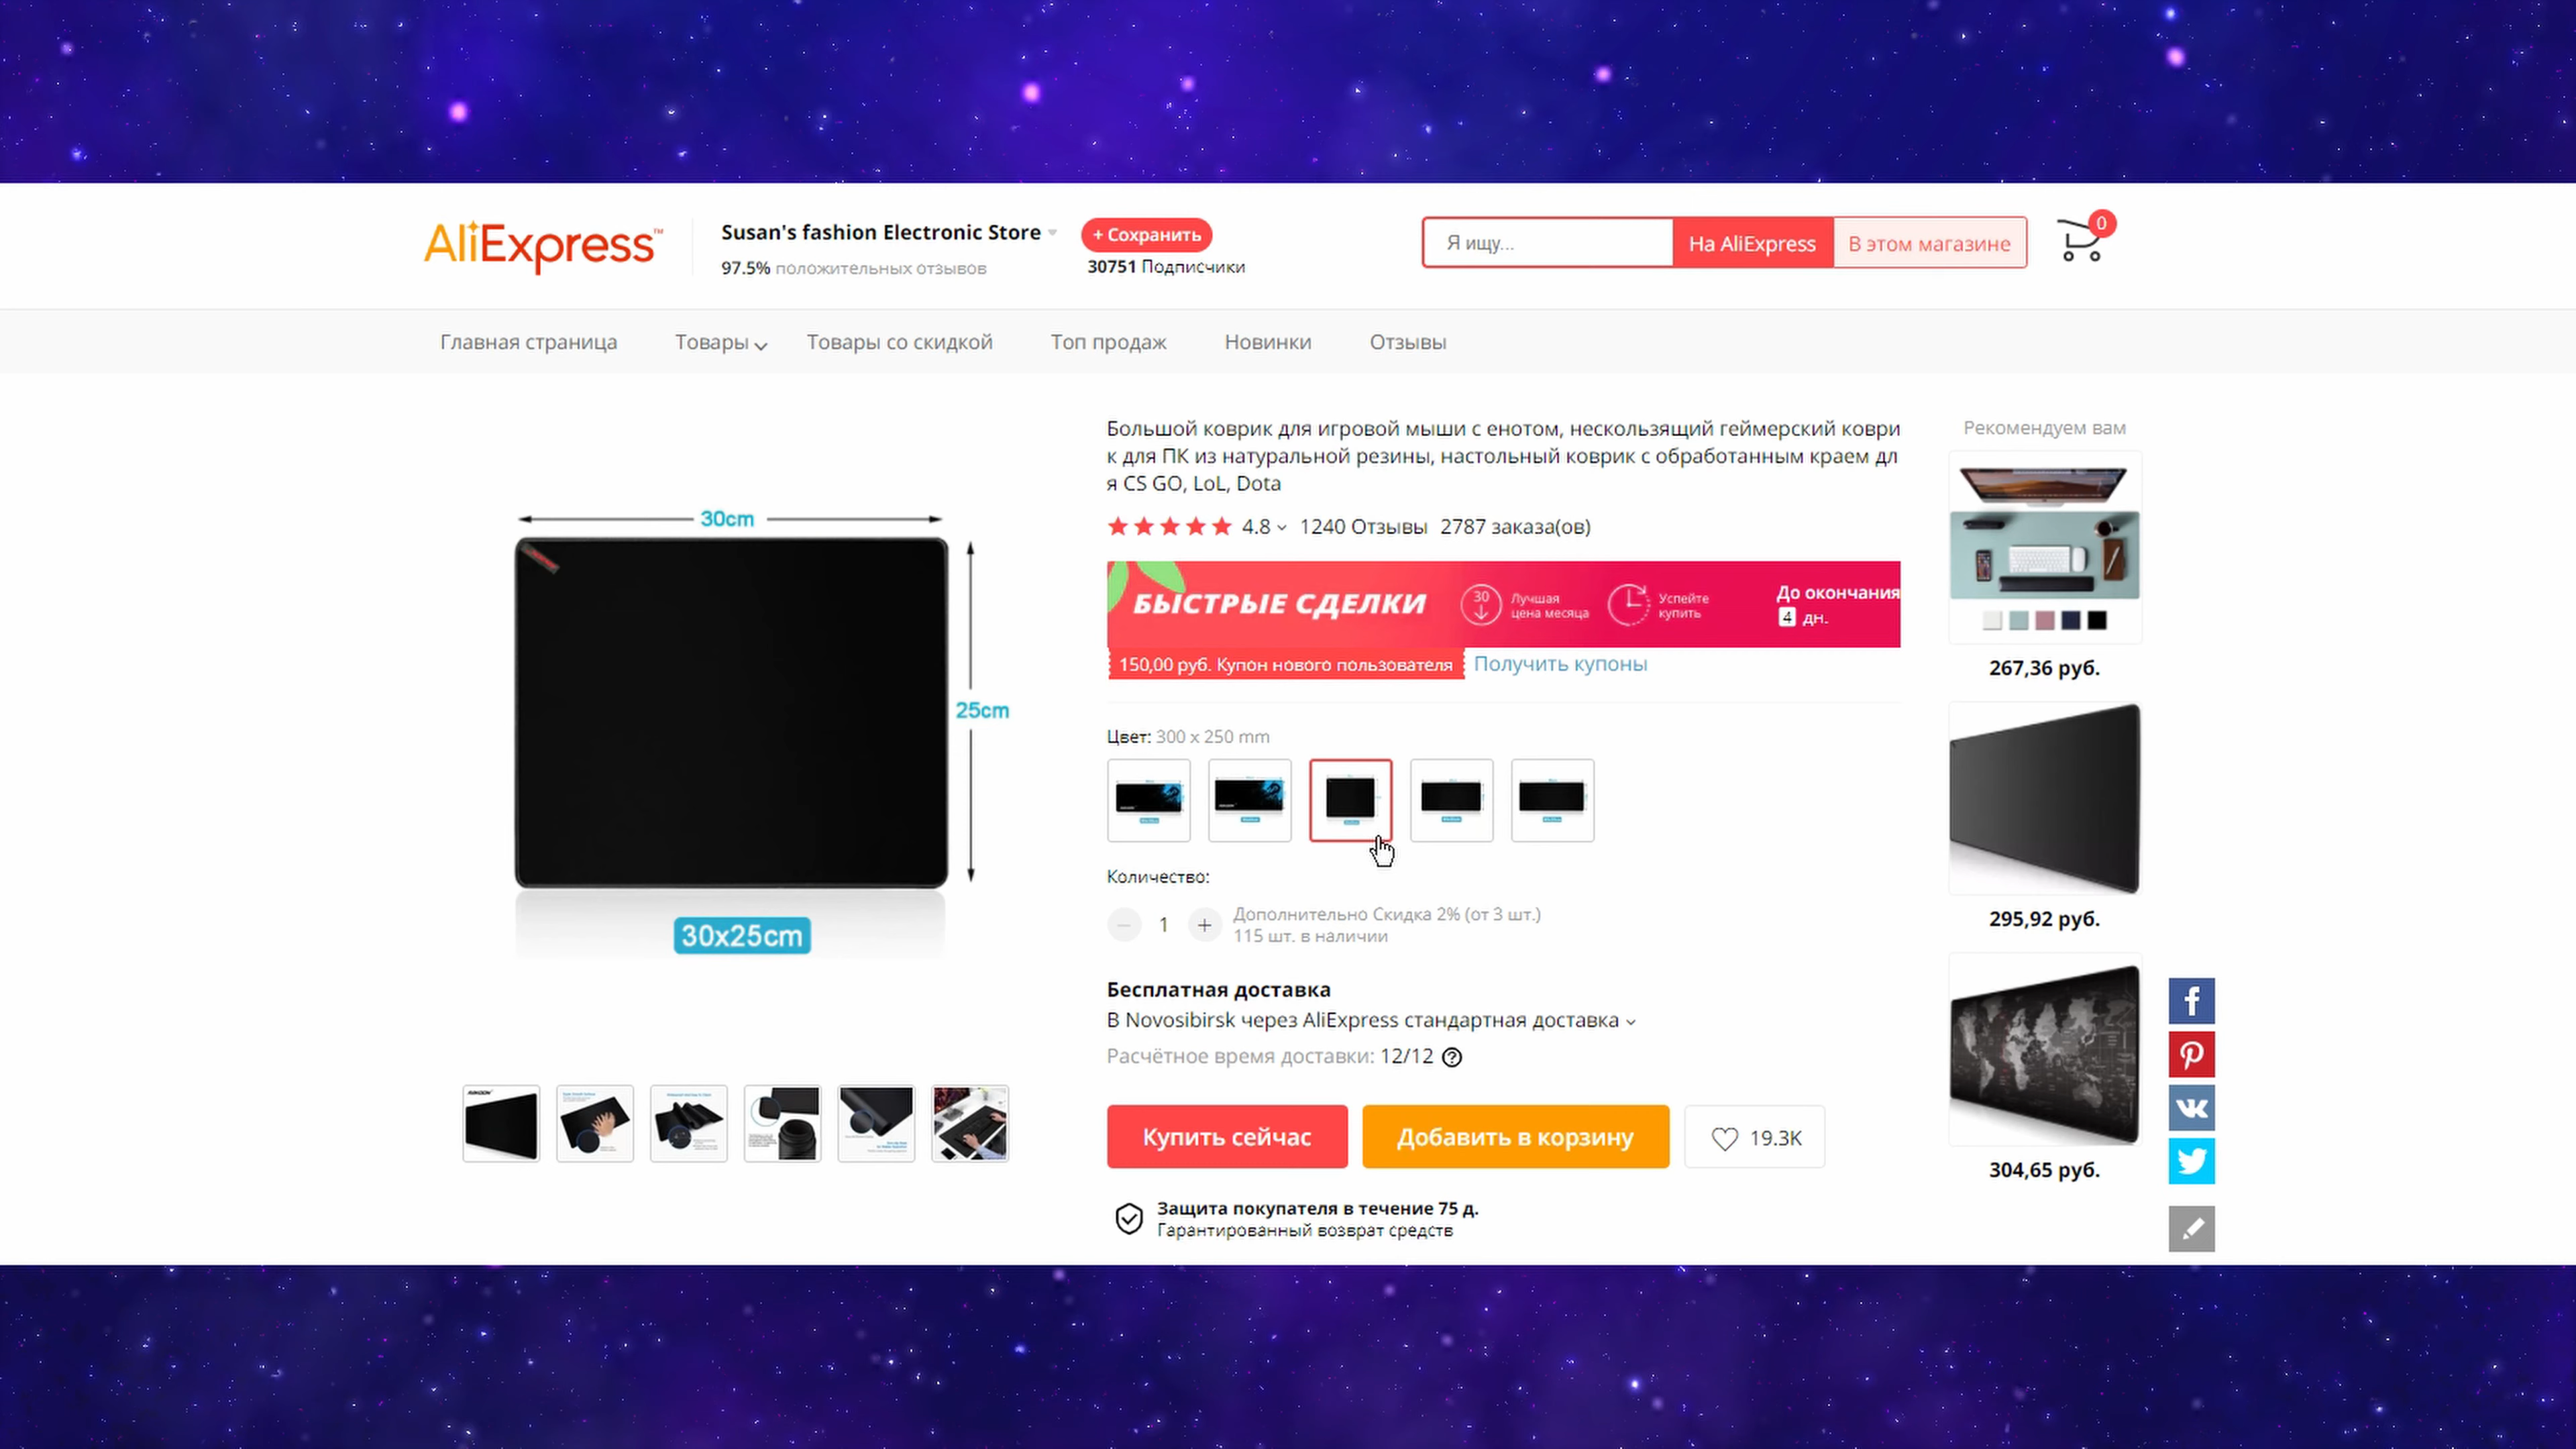 AliExpress™
Susan's fashion Electronic Store
97.5% положительных отзывов
+ Сохранить
30751 Подписчики
Я ищу...
На AliExpress
В этом магазине
0
Главная страница
Товары
Товары со скидкой
Топ продаж
Новинки
Отзывы
30cm
25cm
30x25cm
Большой коврик для игровой мыши с енотом, нескользящий геймерский коври
к для ПК из натуральной резины, настольный коврик с обработанным краем дл
я CS GO, LoL, Dota
4.8
1240 Отзывы
2787 заказа(ов)
БЫСТРЫЕ СДЕЛКИ
30
Лучшая
цена месяца
Успейте
купить
До окончания
4 дн.
150,00 руб. Купон нового пользователя
Получить купоны
Цвет: 300 x 250 mm
Количество:
1
Дополнительно Скидка 2% (от 3 шт.)
115 шт. в наличии
Бесплатная доставка
В Novosibirsk через AliExpress стандартная доставка
Расчётное время доставки: 12/12
Купить сейчас
Добавить в корзину
19.3K
Защита покупателя в течение 75 д.
Гарантированный возврат средств
Рекомендуем вам
267,36 руб.
295,92 руб.
304,65 руб.